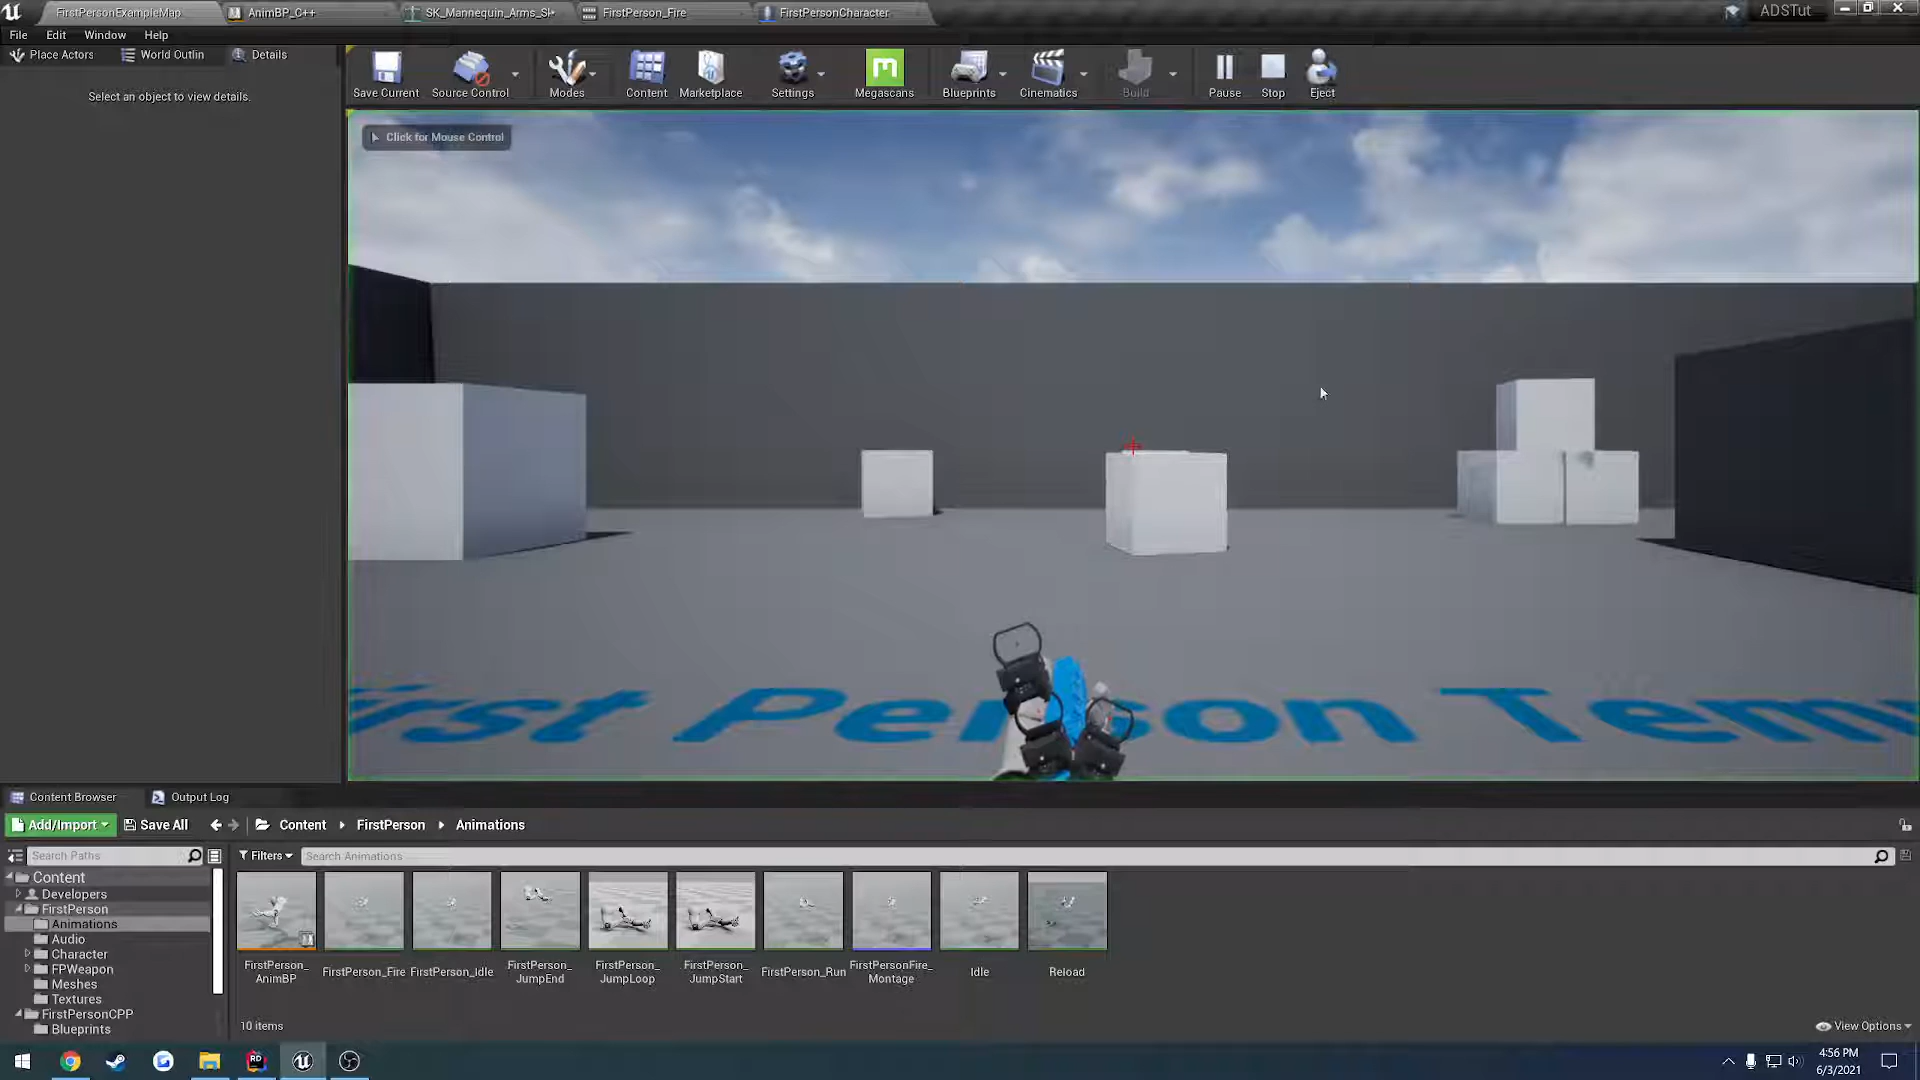 FirstPersonExampleMap
AnimBP_C++
SK_Mannequin_Arms_Sk•
FirstPerson_Fire
FirstPersonCharacter
ADSTut
File Edit Window Help
Place Actors
World Outlin
Details
Select an object to view details.
Save Current
Source Control
Modes
Content
Marketplace
Settings
Megascans
Blueprints
Cinematics
Build
Pause
Stop
Eject
Click for Mouse Control
First Person Temp
Content Browser
Output Log
Add/Import
Save All
Content
FirstPerson
Animations
Search Paths
Filters
Search Animations
Content
Developers
FirstPerson
Animations
Audio
Character
FPWeapon
Meshes
Textures
FirstPersonCPP
Blueprints
FirstPerson_
AnimBP
FirstPerson_Fire
FirstPerson_Idle
FirstPerson_
JumpEnd
FirstPerson_
JumpLoop
FirstPerson_
JumpStart
FirstPerson_Run
FirstPersonFire_
Montage
Idle
Reload
10 items
View Options
RD
4:56 PM
6/3/2021